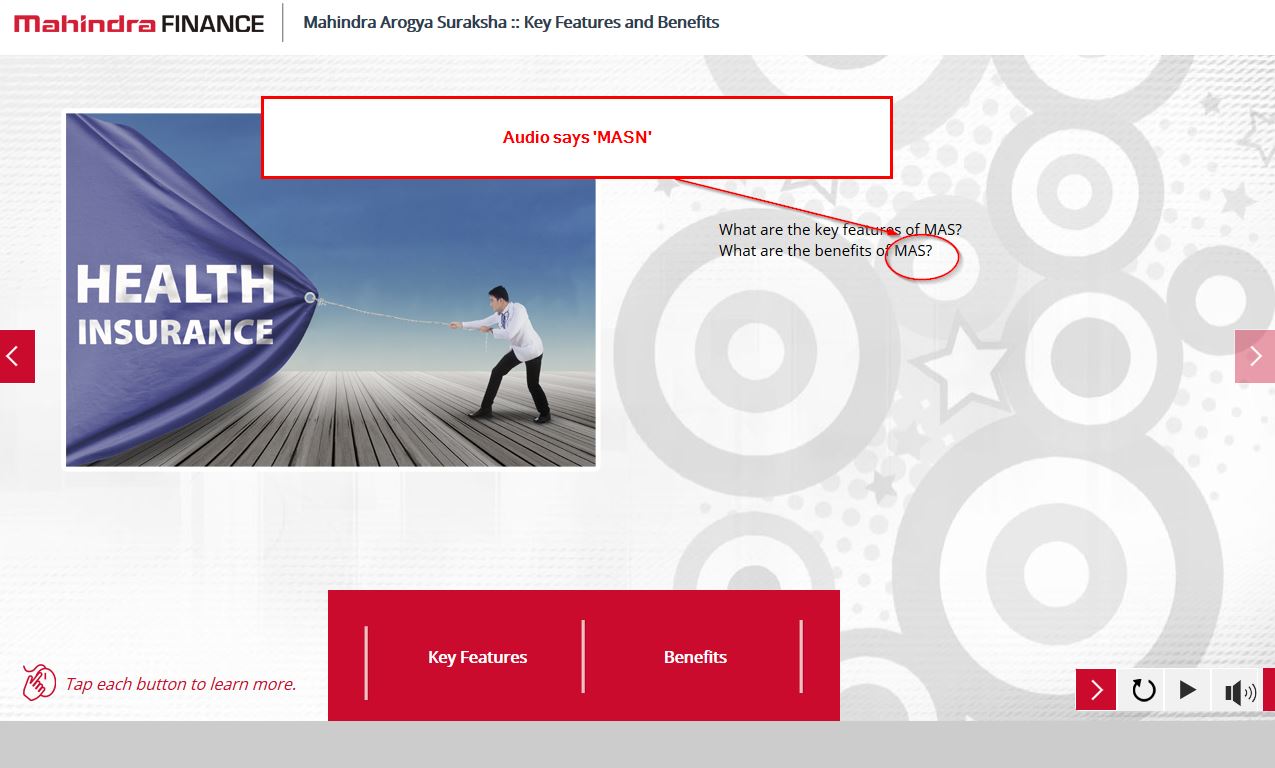 Mahindra FINANCE
Mahindra Arogya Suraksha :: Key Features and Benefits
Audio says 'MASN'
What are the key features of MAS?
What are the benefits of MAS?
HEALTH
INSURANCE
Key Features
Benefits
Tap each button to learn more.